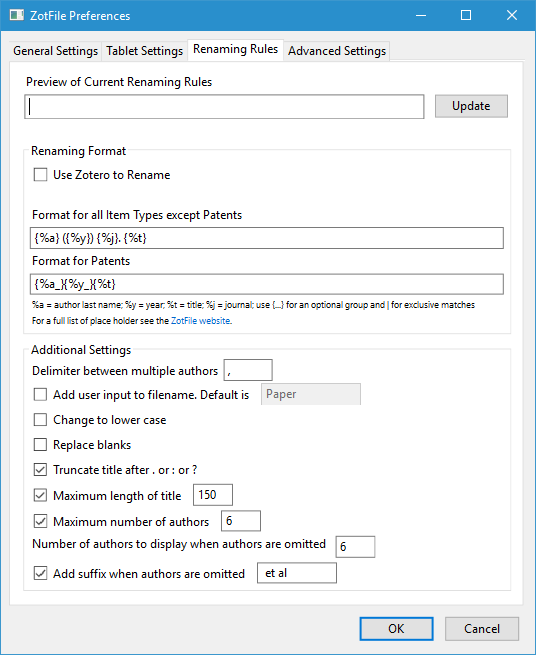 ZotFile Preferences
General Settings Tablet Settings Renaming Rules Advanced Settings
Preview of Current Renaming Rules
Update
Renaming Format
Use Zotero to Rename
Format for all Item Types except Patents
{%a} ({%y}) {%j}. {%t}
Format for Patents
{%a_}{%y_}{%t}
%a = author last name; %y = year; %t = title; %j = journal; use {...} for an optional group and | for exclusive matches
For a full list of place holder see the ZotFile website.
Additional Settings
Delimiter between multiple authors ,
Add user input to filename. Default is Paper
Change to lower case
Replace blanks
Truncate title after . or : or ?
Maximum length of title 150
Maximum number of authors 6
Number of authors to display when authors are omitted 6
Add suffix when authors are omitted et al
OK Cancel